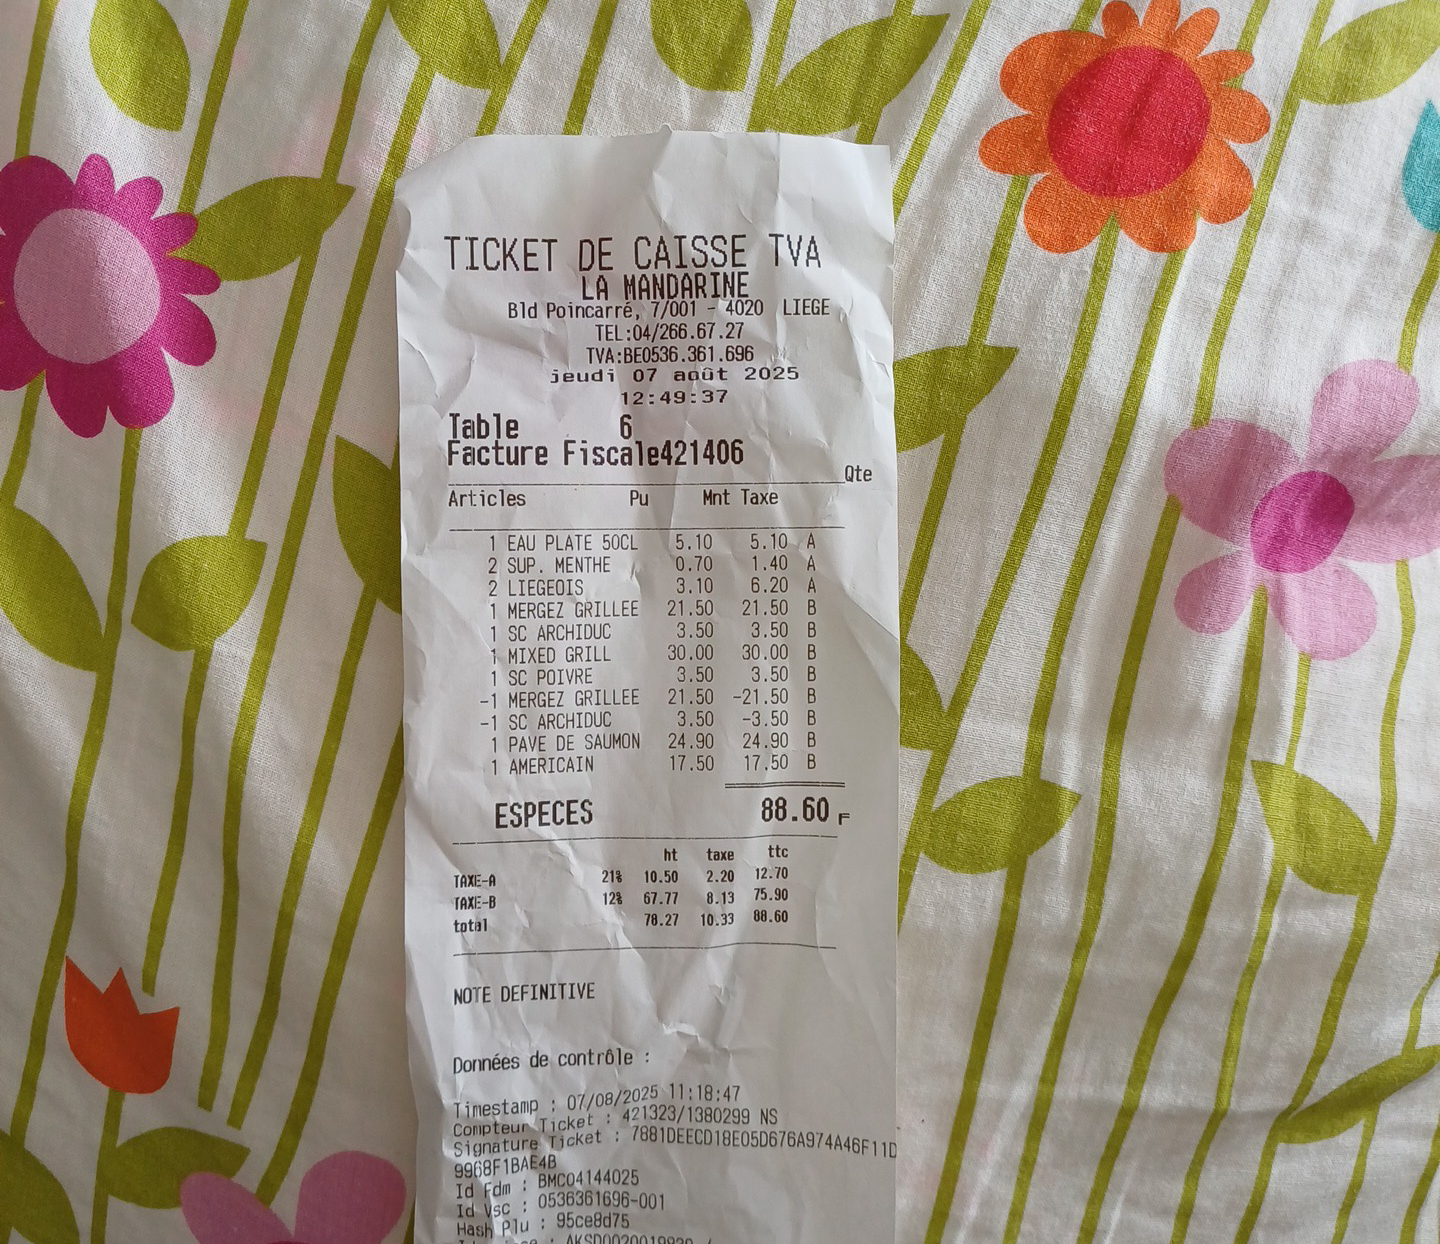 TICKET DE CAISSE TVA
LA MANDARINE
Bld Poincarré, 7/001 - 4020 LIEGE
TEL:04/266.67.27
TVA:BE0536.361.696
jeudi 07 août 2025
12:49:37
Table 6
Facture Fiscale421406
Qte
Articles Pu Mnt Taxe
1 EAU PLATE 50CL 5.10 5.10 A
2 SUP. MENTHE 0.70 1.40 A
2 LIEGEOIS 3.10 6.20 A
1 MERGEZ GRILLEE 21.50 21.50 B
1 SC ARCHIDUC 3.50 3.50 B
1 MIXED GRILL 30.00 30.00 B
1 SC POIVRE 3.50 3.50 B
-1 MERGEZ GRILLEE 21.50 -21.50 B
-1 SC ARCHIDUC 3.50 -3.50 B
1 PAVE DE SAUMON 24.90 24.90 B
1 AMERICAIN 17.50 17.50 B
ESPECES 88.60 F
ht taxe ttc
TAXE-A 21% 10.50 2.20 12.70
TAXE-B 12% 67.77 8.13 75.90
total 78.27 10.33 88.60
NOTE DEFINITIVE
Données de contrôle :
Timestamp : 07/08/2025 11:18:47
Compteur Ticket : 421323/1380299 NS
Signature Ticket : 7881DEECD18E05D676A974A46F11D
9968F1BAE4B
Id Fdm : BMC04144025
Id Vsc : 0536361696-001
Hash Plu : 95ce8d75